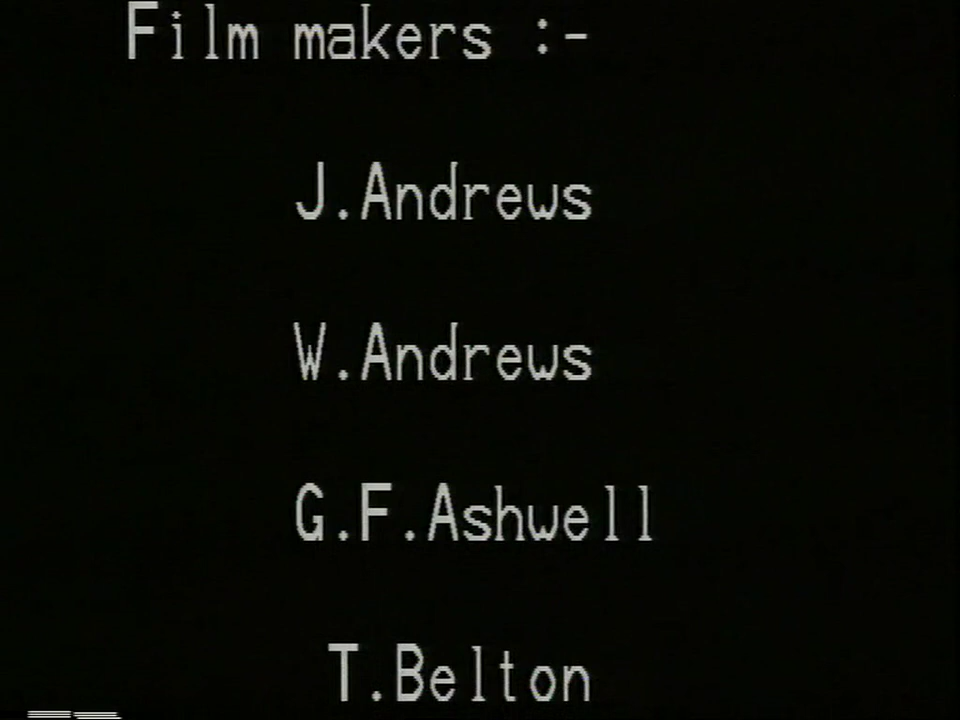 Film makers :-
J.Andrews
W.Andrews
G.F.Ashwell
T.Belton